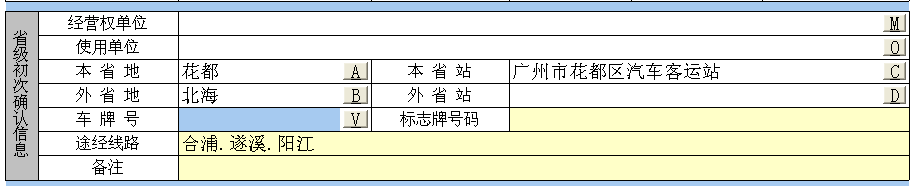 省级初次确认信息
经营权单位 M
使用单位 O
本省地 花都 A 本省站 广州市花都区汽车客运站 C
外省地 北海 B 外省站 D
车牌号 V 标志牌号码
途经线路 合浦.遂溪.阳江
备注